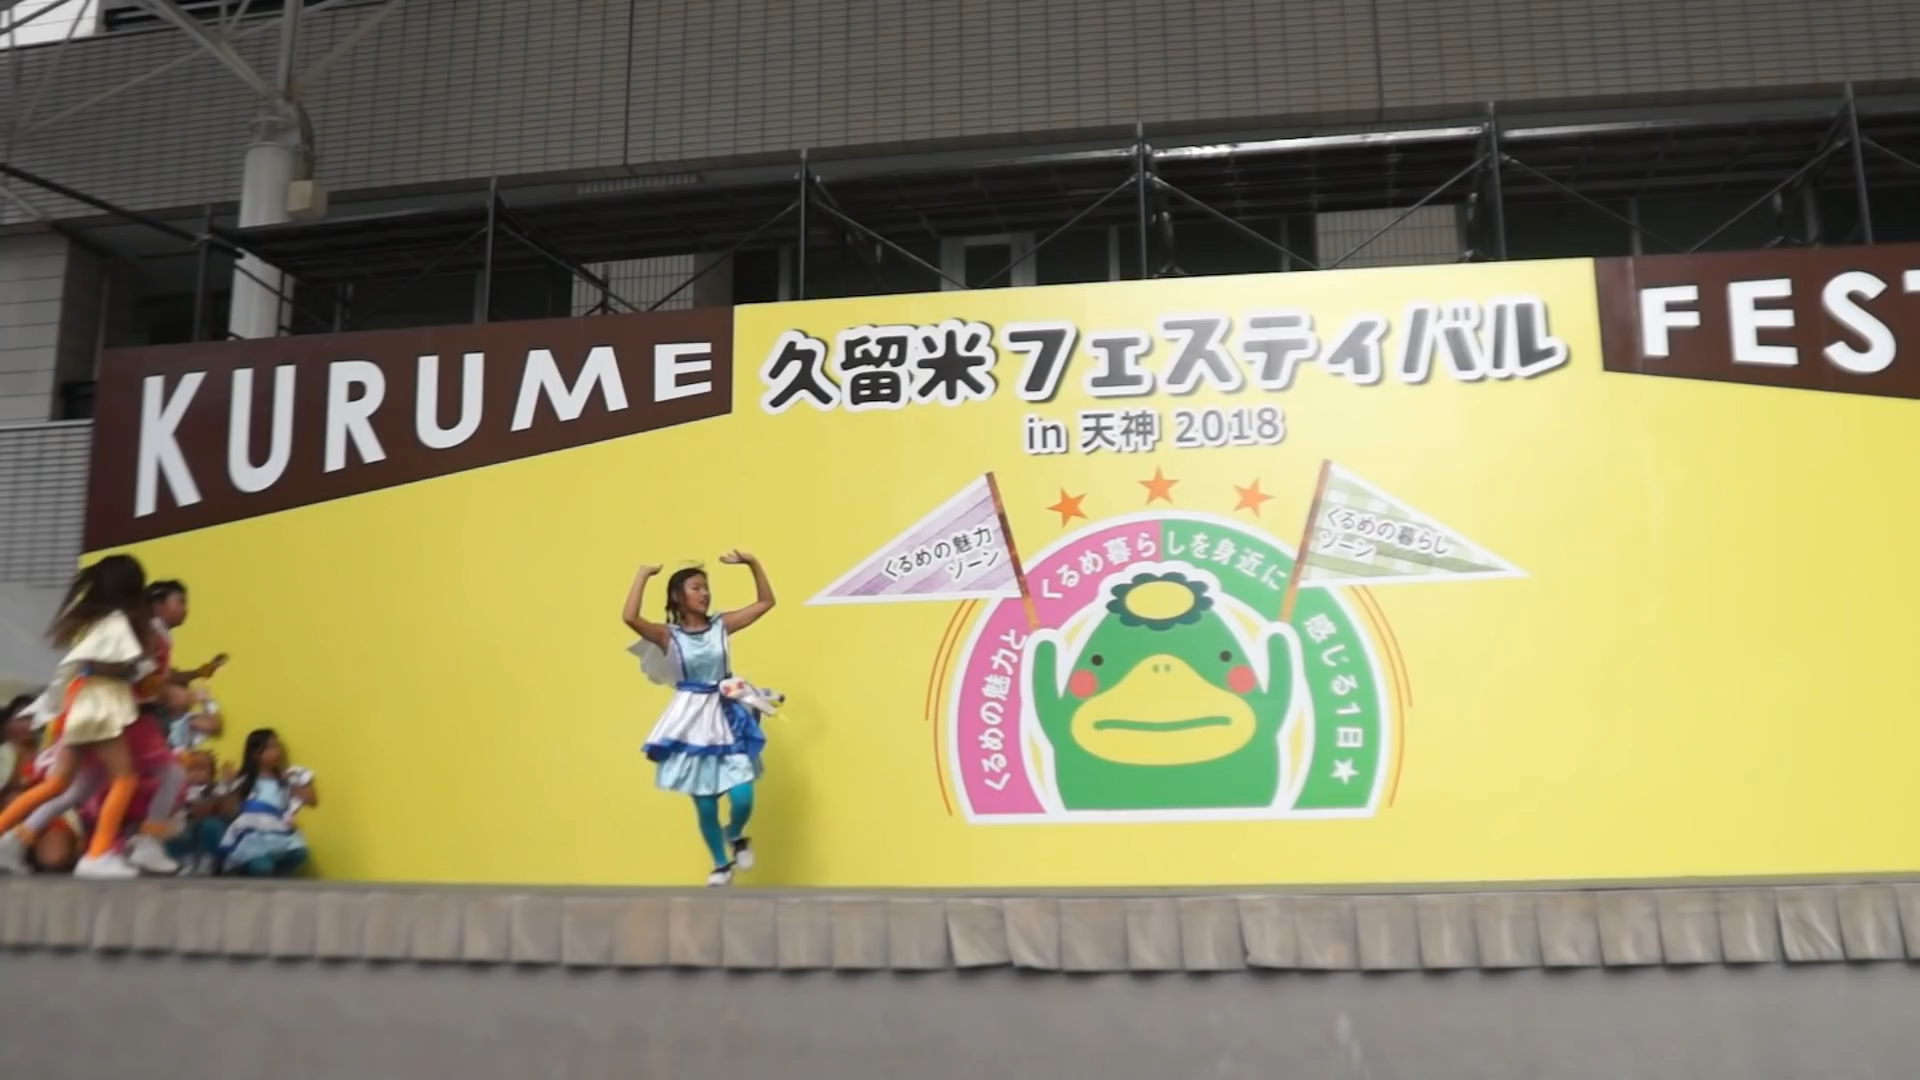 KURUME
久留米フェスティバル
FEST
in 天神 2018
くるめの魅力
ゾーン
くるめの暮らし
ゾーン
くるめの魅力と
くるめ暮らしを身近に
感じる1日★